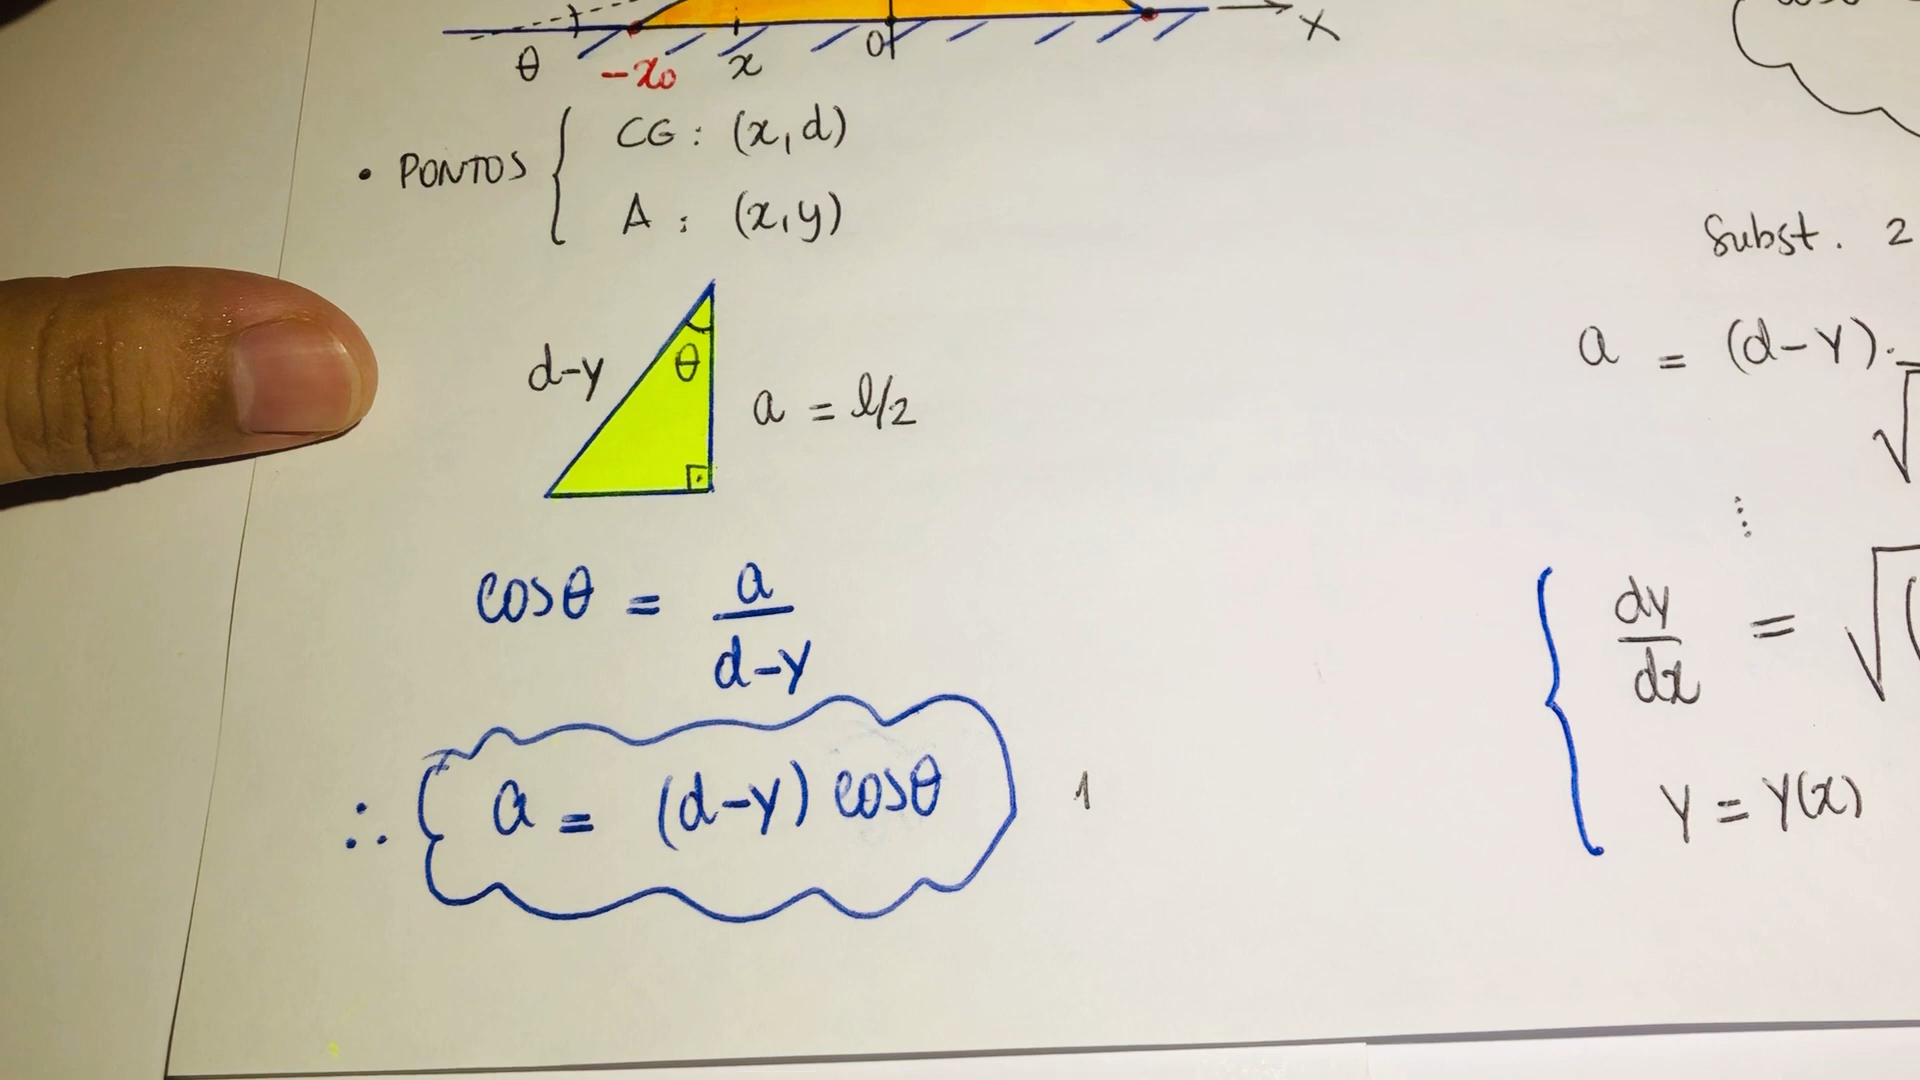 θ -x₀ x 0 X
• PONTOS { CG : (x, d)
A : (x, y)
d-y θ a = l/2
cosθ = a/(d-y)
∴ a = (d-y) cosθ 1
Subst. 2
a = (d-y).
⋮
{ dy/dx = √(
y = y(x)